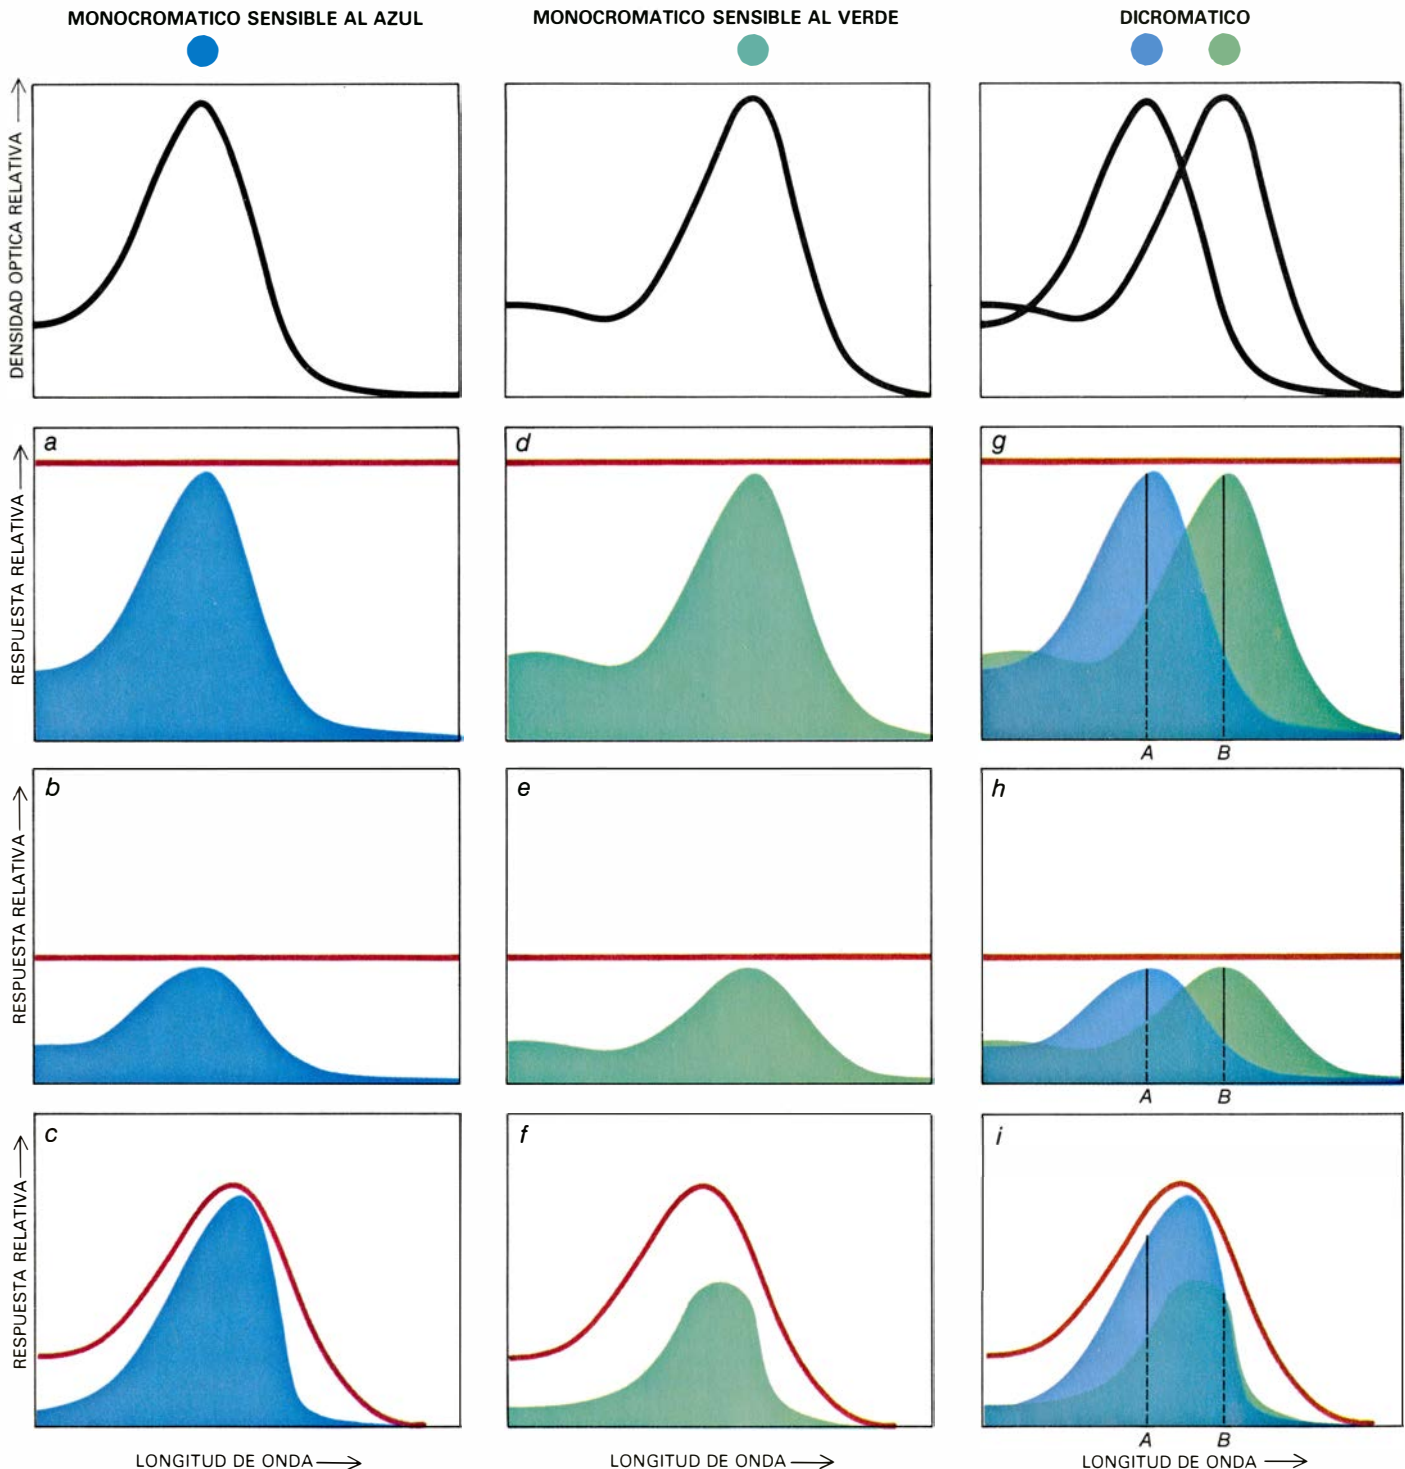 MONOCROMATICO SENSIBLE AL AZUL
MONOCROMATICO SENSIBLE AL VERDE
DICROMATICO
DENSIDAD OPTICA RELATIVA
RESPUESTA RELATIVA
a
d
g
A B
RESPUESTA RELATIVA
b
e
h
A B
RESPUESTA RELATIVA
c
f
i
A B
LONGITUD DE ONDA
LONGITUD DE ONDA
LONGITUD DE ONDA